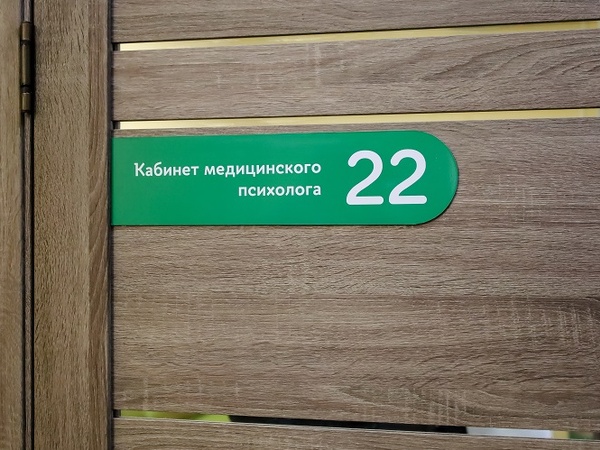 Кабинет медицинского
психолога
22